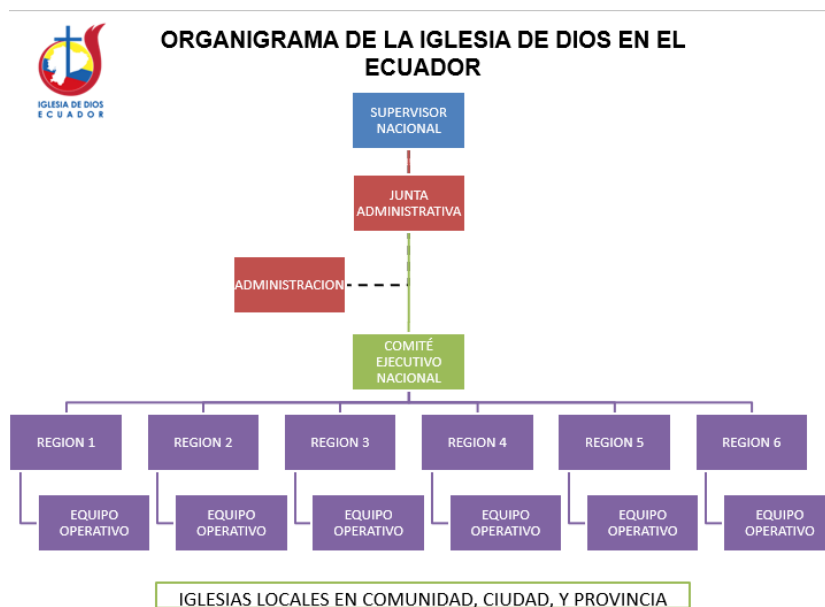 ORGANIGRAMA DE LA IGLESIA DE DIOS EN EL
ECUADOR
IGLESIA DE DIOS
ECUADOR
SUPERVISOR
NACIONAL
JUNTA
ADMINISTRATIVA
ADMINISTRACION
COMITÉ
EJECUTIVO
NACIONAL
REGION 1
REGION 2
REGION 3
REGION 4
REGION 5
REGION 6
EQUIPO
OPERATIVO
EQUIPO
OPERATIVO
EQUIPO
OPERATIVO
EQUIPO
OPERATIVO
EQUIPO
OPERATIVO
EQUIPO
OPERATIVO
IGLESIAS LOCALES EN COMUNIDAD, CIUDAD, Y PROVINCIA